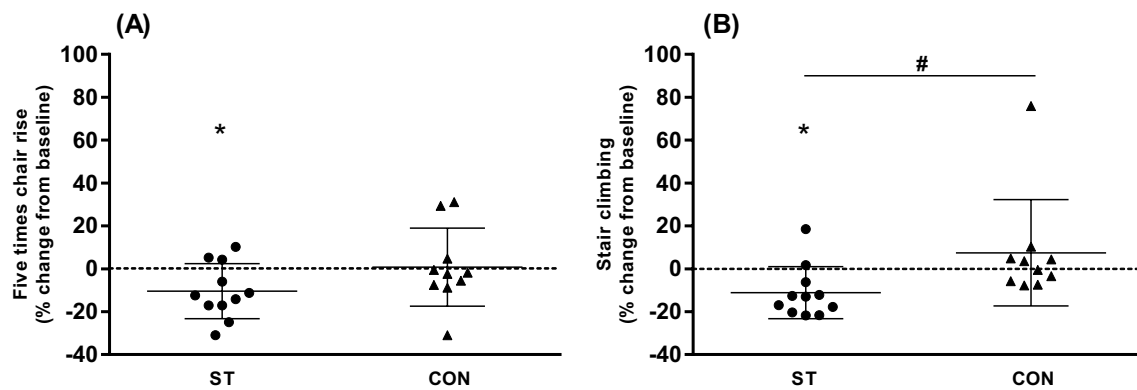 (A)
Five times chair rise
(% change from baseline)
100
80
60
40
20
0
-20
-40
*
ST
CON
(B)
Stair climbing
(% change from baseline)
100
80
60
40
20
0
-20
-40
#
*
ST
CON